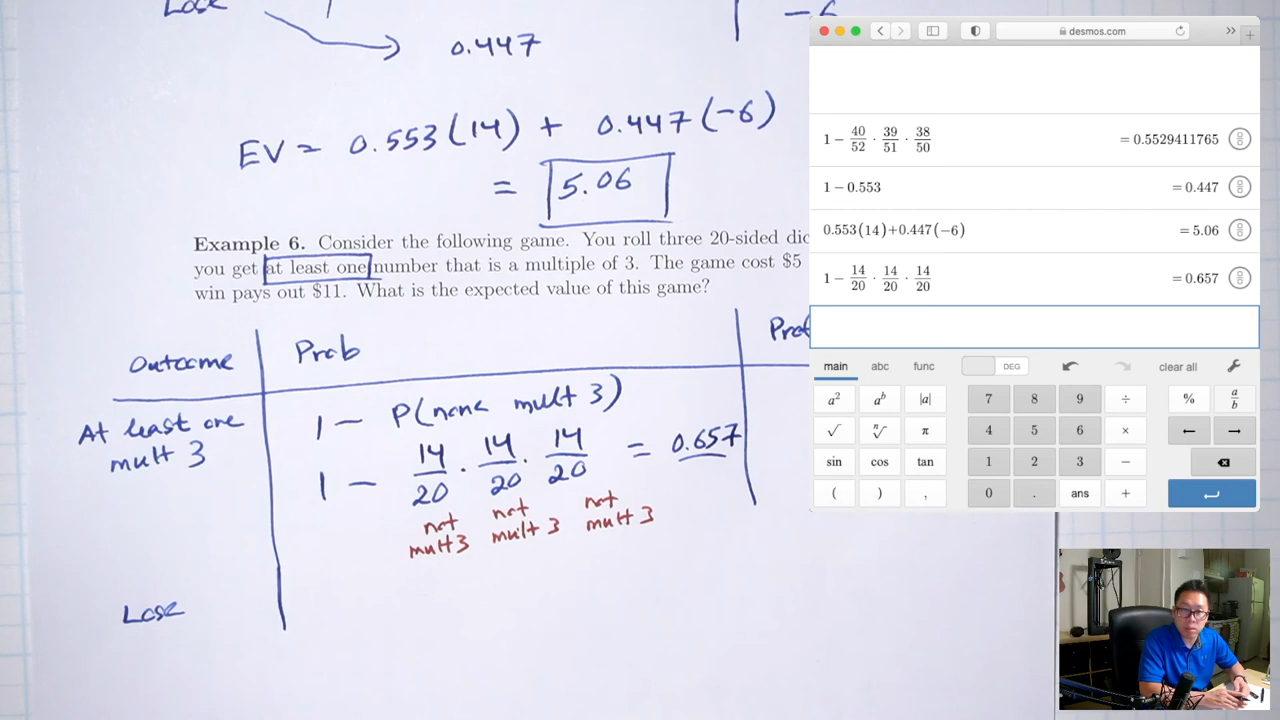 Lose
0.447
-6
EV = 0.553(14) + 0.447(-6)
= 5.06
Example 6. Consider the following game. You roll three 20-sided dic
you get at least one number that is a multiple of 3. The game cost $5
win pays out $11. What is the expected value of this game?
Outcome Prob Prof
At least one
mult 3
1 - P(none mult 3)
1 - 14/20 · 14/20 · 14/20 = 0.657
not mult 3 not mult 3 not mult 3
Lose
desmos.com
1 - 40/52 · 39/51 · 38/50 = 0.5529411765
1 - 0.553 = 0.447
0.553(14)+0.447(-6) = 5.06
1 - 14/20 · 14/20 · 14/20 = 0.657
main abc func DEG clear all
a² aᵇ |a| 7 8 9 ÷ % a/b
√ ⁿ√ π 4 5 6 × ← →
sin cos tan 1 2 3 −
( ) , 0 . ans +